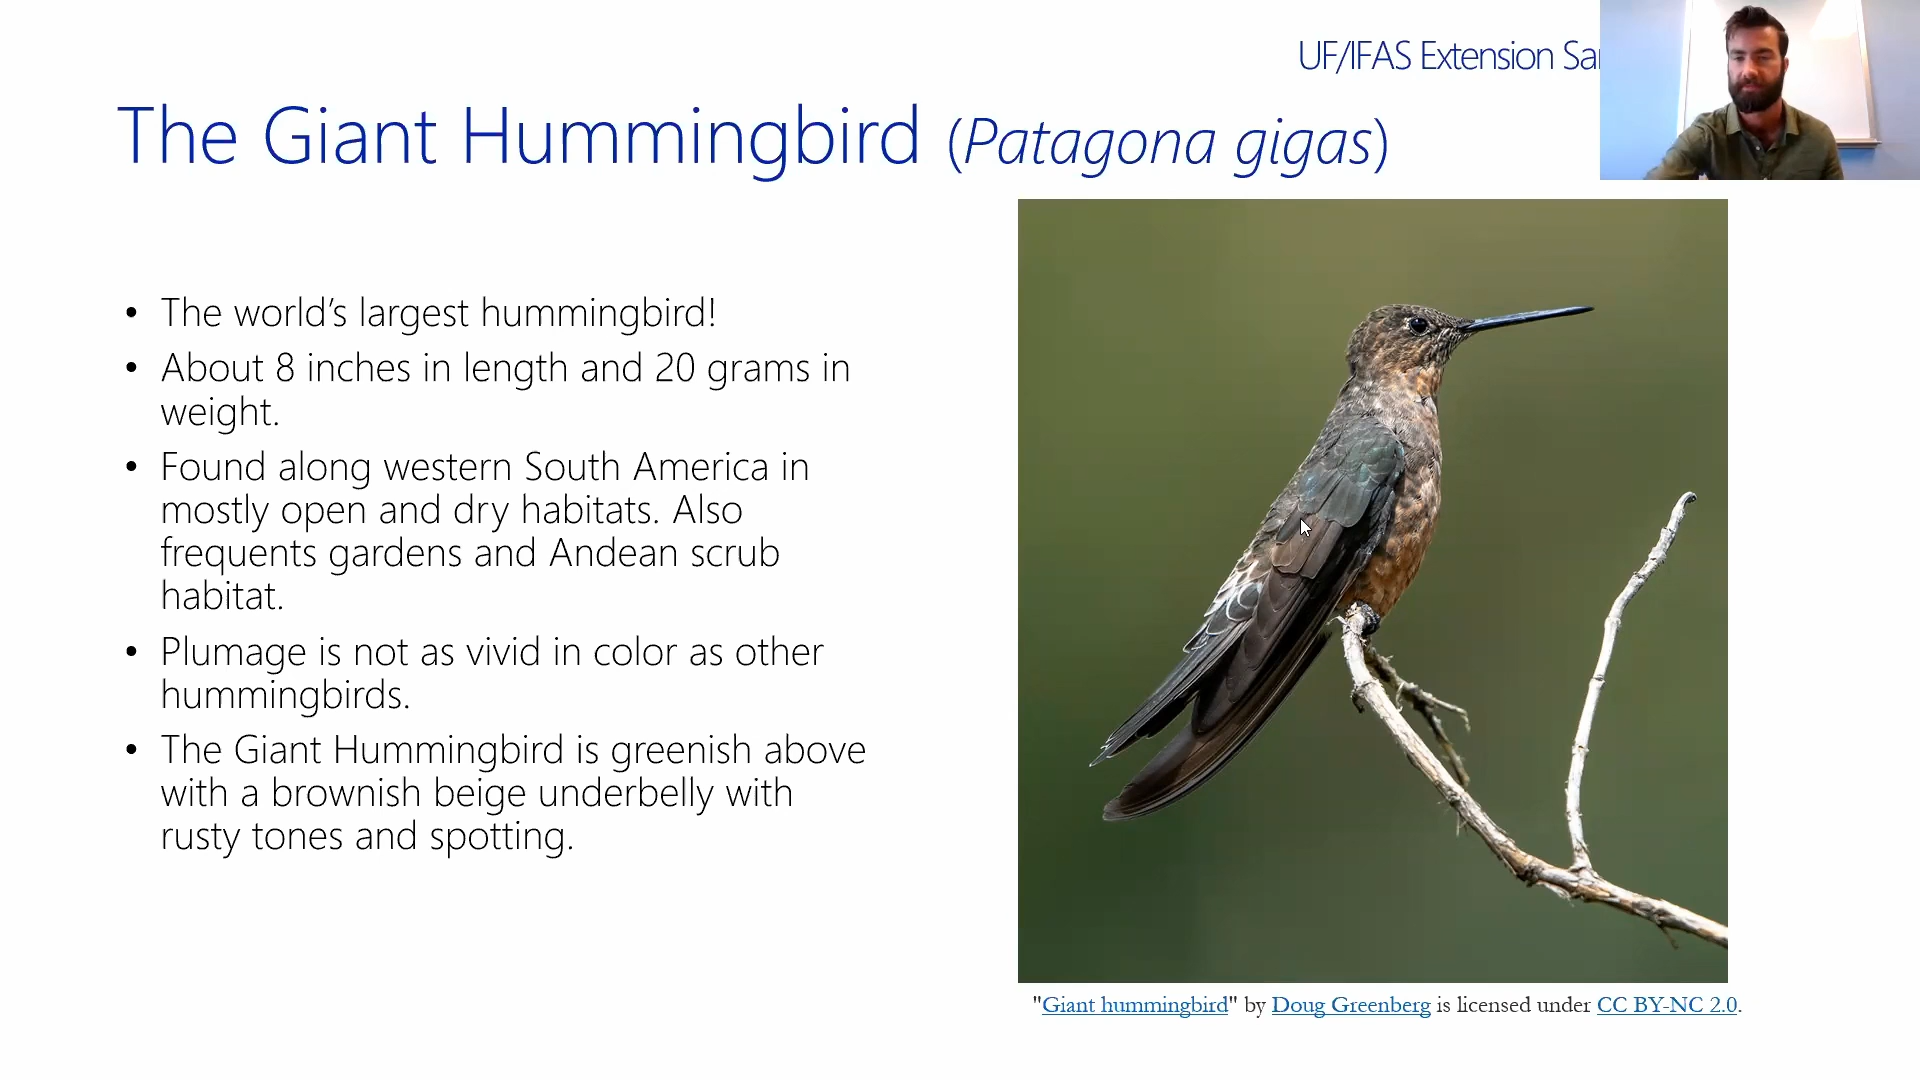 UF/IFAS Extension
The Giant Hummingbird (Patagona gigas)
• The world’s largest hummingbird!
• About 8 inches in length and 20 grams in
weight.
• Found along western South America in
mostly open and dry habitats. Also
frequents gardens and Andean scrub
habitat.
• Plumage is not as vivid in color as other
hummingbirds.
• The Giant Hummingbird is greenish above
with a brownish beige underbelly with
rusty tones and spotting.
"Giant hummingbird" by Doug Greenberg is licensed under CC BY-NC 2.0.